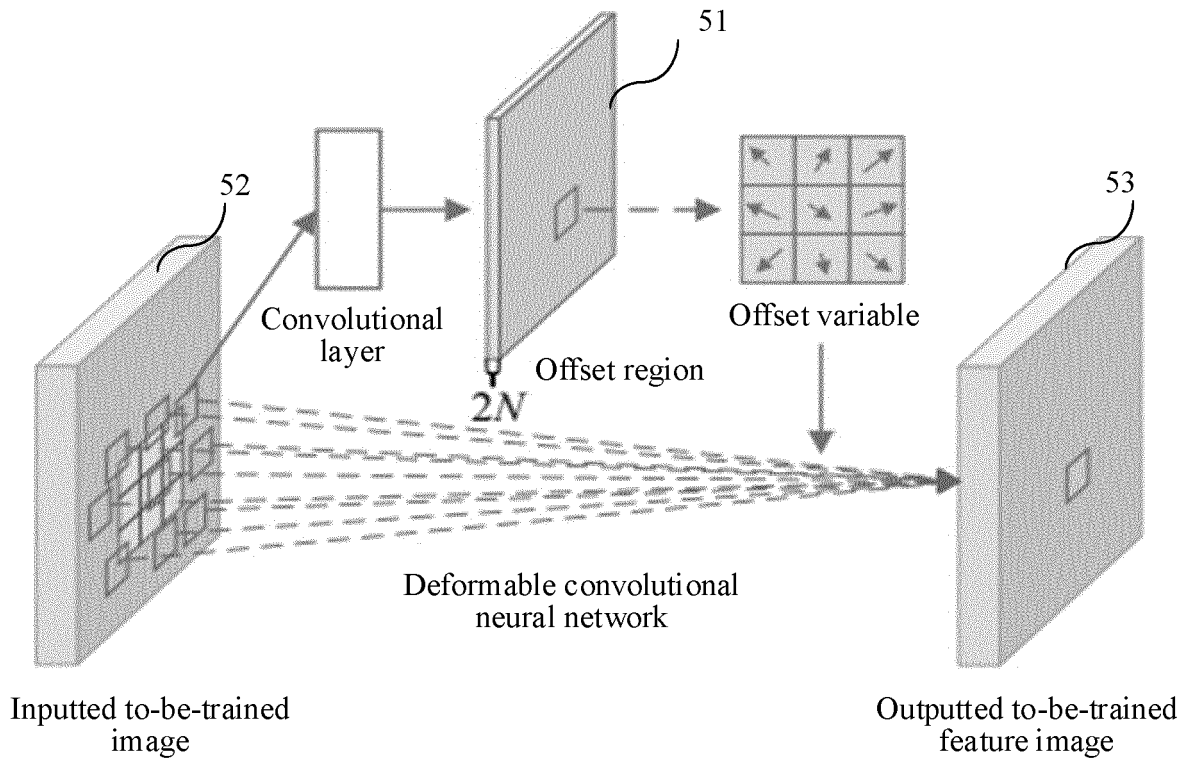 51
52
53
Convolutional
layer
Offset region
2N
Offset variable
Deformable convolutional
neural network
Inputted to-be-trained
image
Outputted to-be-trained
feature image